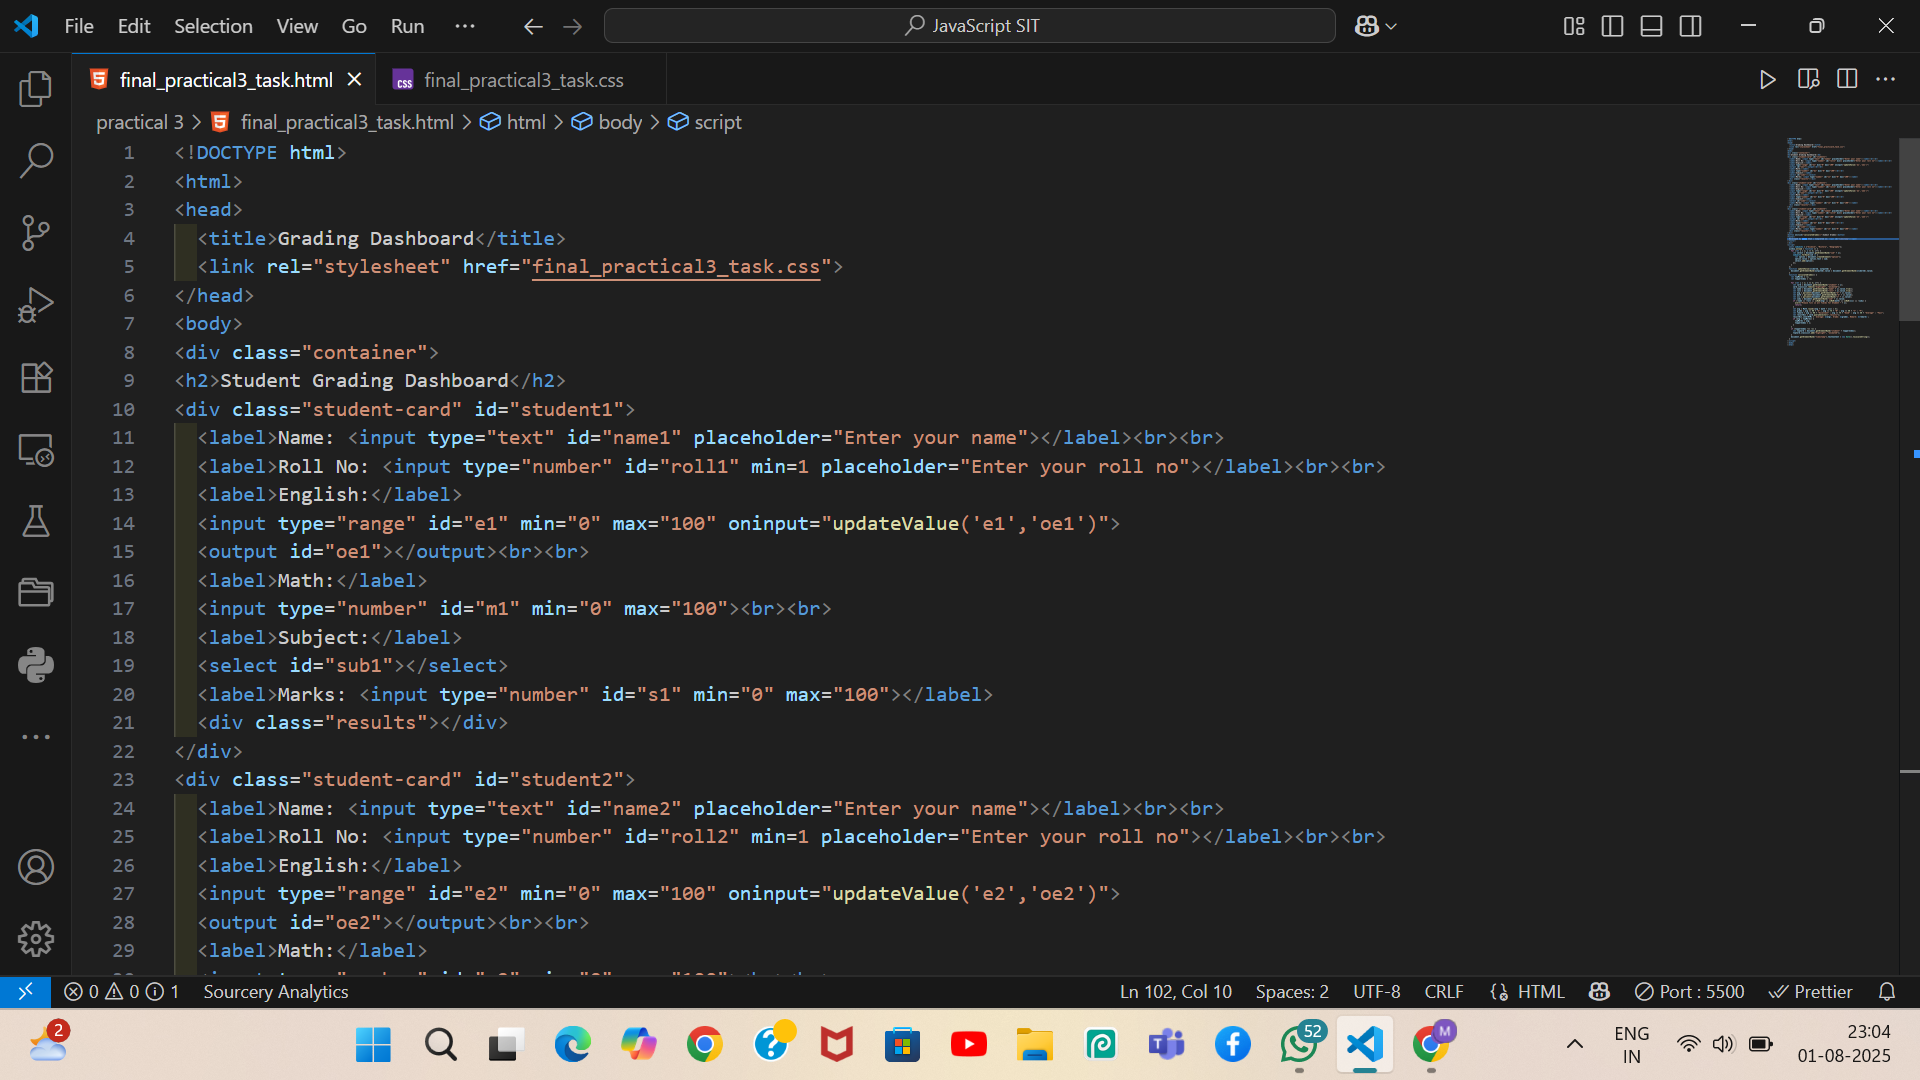 File Edit Selection View Go Run ... JavaScript SIT
final_practical3_task.html final_practical3_task.css
practical 3 > final_practical3_task.html > html > body > script
1 <!DOCTYPE html>
2 <html>
3 <head>
4 <title>Grading Dashboard</title>
5 <link rel="stylesheet" href="final_practical3_task.css">
6 </head>
7 <body>
8 <div class="container">
9 <h2>Student Grading Dashboard</h2>
10 <div class="student-card" id="student1">
11 <label>Name: <input type="text" id="name1" placeholder="Enter your name"></label><br><br>
12 <label>Roll No: <input type="number" id="roll1" min=1 placeholder="Enter your roll no"></label><br><br>
13 <label>English:</label>
14 <input type="range" id="e1" min="0" max="100" oninput="updateValue('e1','oe1')">
15 <output id="oe1"></output><br><br>
16 <label>Math:</label>
17 <input type="number" id="m1" min="0" max="100"><br><br>
18 <label>Subject:</label>
19 <select id="sub1"></select>
20 <label>Marks: <input type="number" id="s1" min="0" max="100"></label>
21 <div class="results"></div>
22 </div>
23 <div class="student-card" id="student2">
24 <label>Name: <input type="text" id="name2" placeholder="Enter your name"></label><br><br>
25 <label>Roll No: <input type="number" id="roll2" min=1 placeholder="Enter your roll no"></label><br><br>
26 <label>English:</label>
27 <input type="range" id="e2" min="0" max="100" oninput="updateValue('e2','oe2')">
28 <output id="oe2"></output><br><br>
29 <label>Math:</label>
0 0 1 Sourcery Analytics Ln 102, Col 10 Spaces: 2 UTF-8 CRLF HTML Port : 5500 Prettier
2 52 M ENG 23:04
IN 01-08-2025